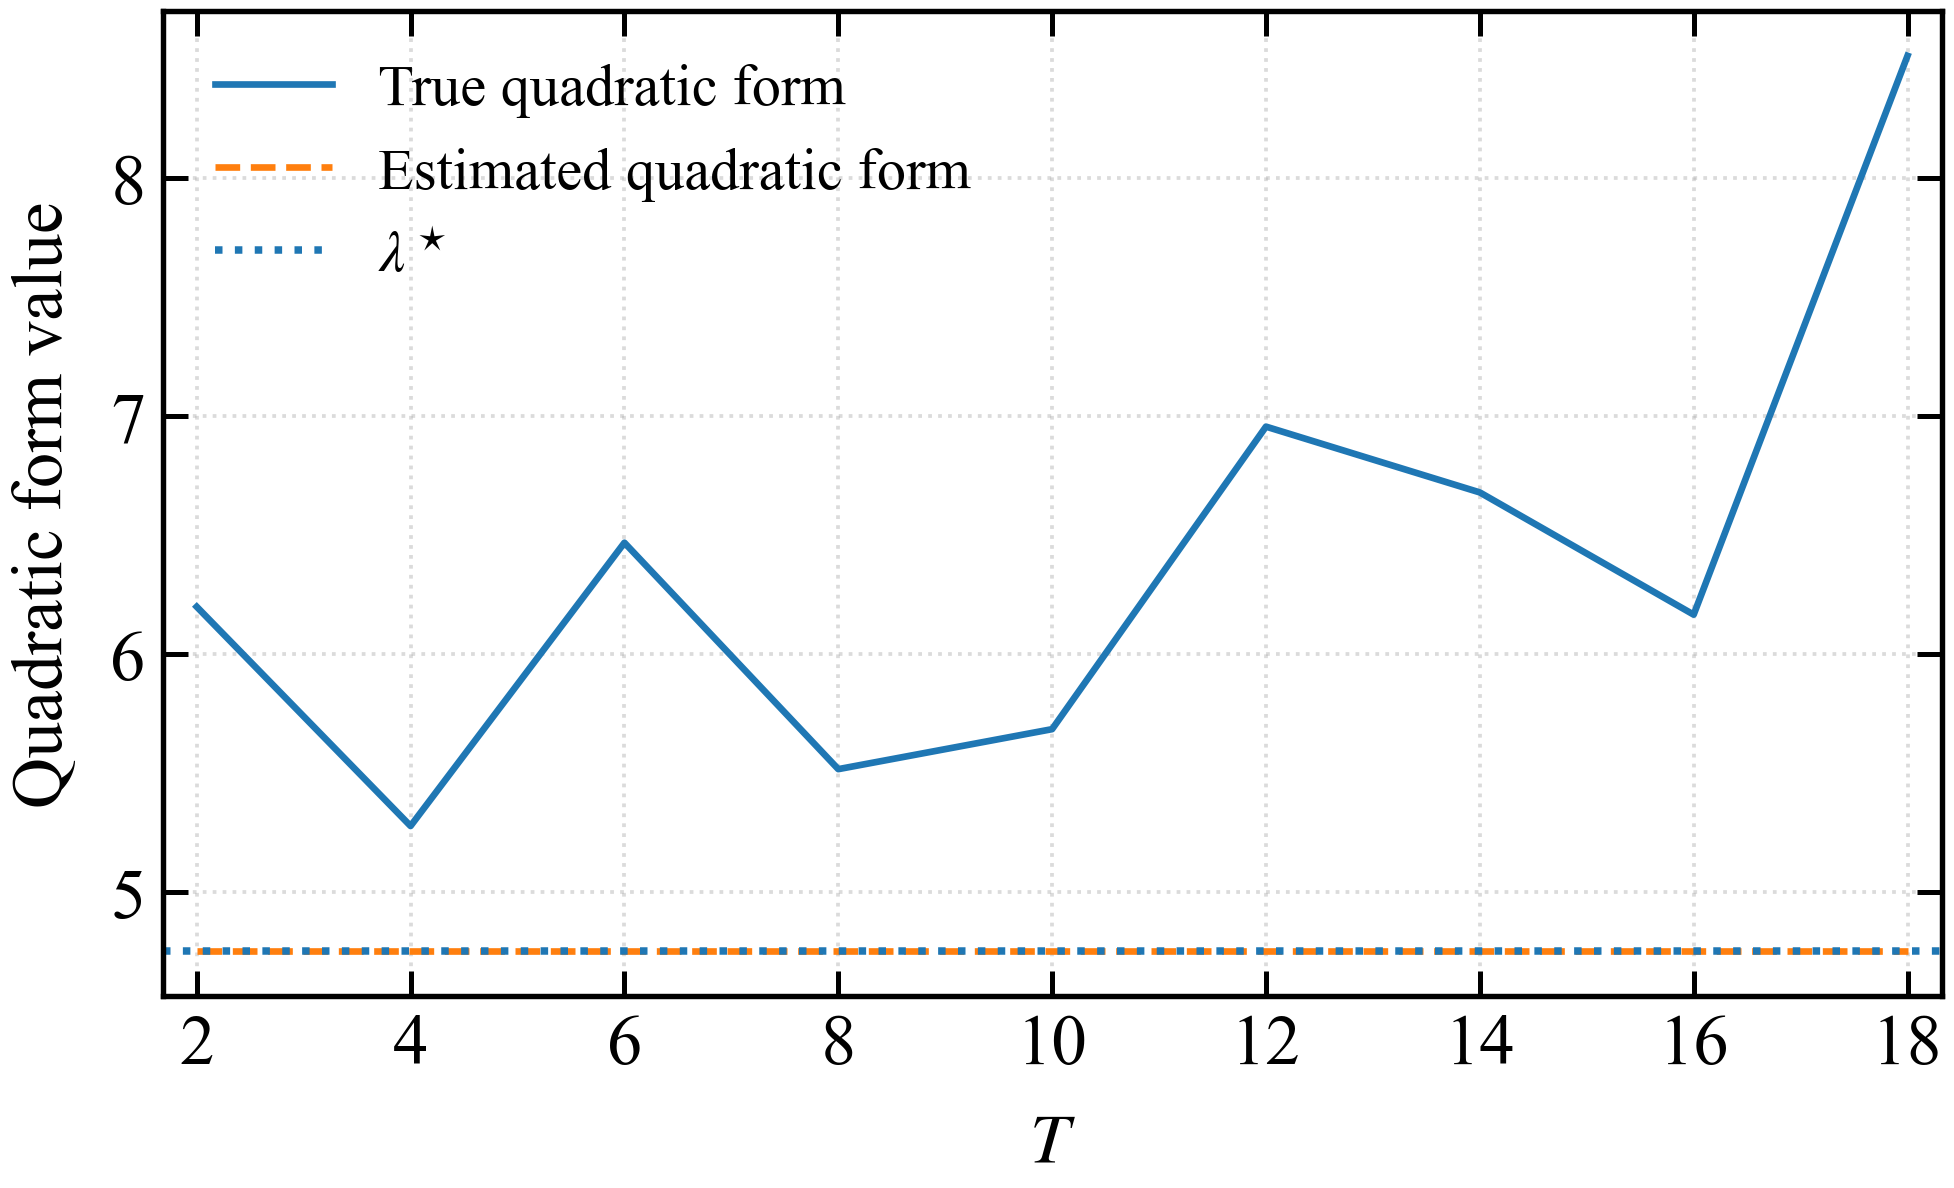 True quadratic form
Estimated quadratic form
λ⋆
Quadratic form value
8
7
6
5
2 4 6 8 10 12 14 16 18
T